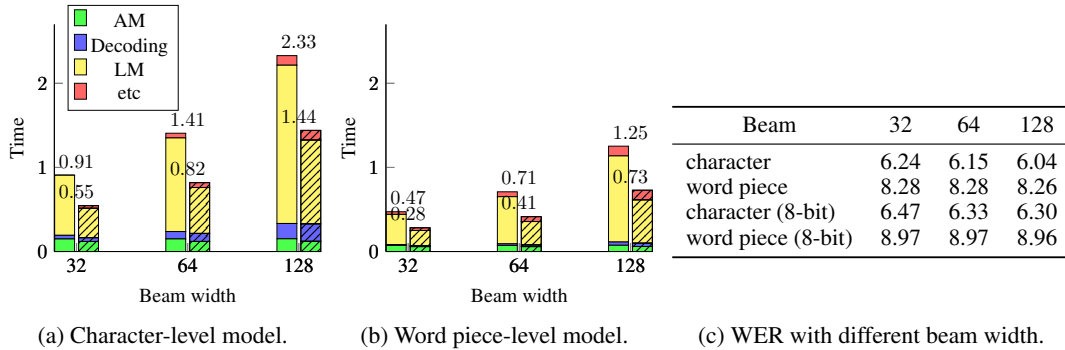 AM
Decoding
LM
etc
2
1
0
Time
0.91
0.55
1.41
0.82
2.33
1.44
32
64
128
Beam width
(a) Character-level model.
2
1
0
Time
0.47
0.28
0.71
0.41
1.25
0.73
32
64
128
Beam width
(b) Word piece-level model.
Beam 32 64 128
character 6.24 6.15 6.04
word piece 8.28 8.28 8.26
character (8-bit) 6.47 6.33 6.30
word piece (8-bit) 8.97 8.97 8.96
(c) WER with different beam width.